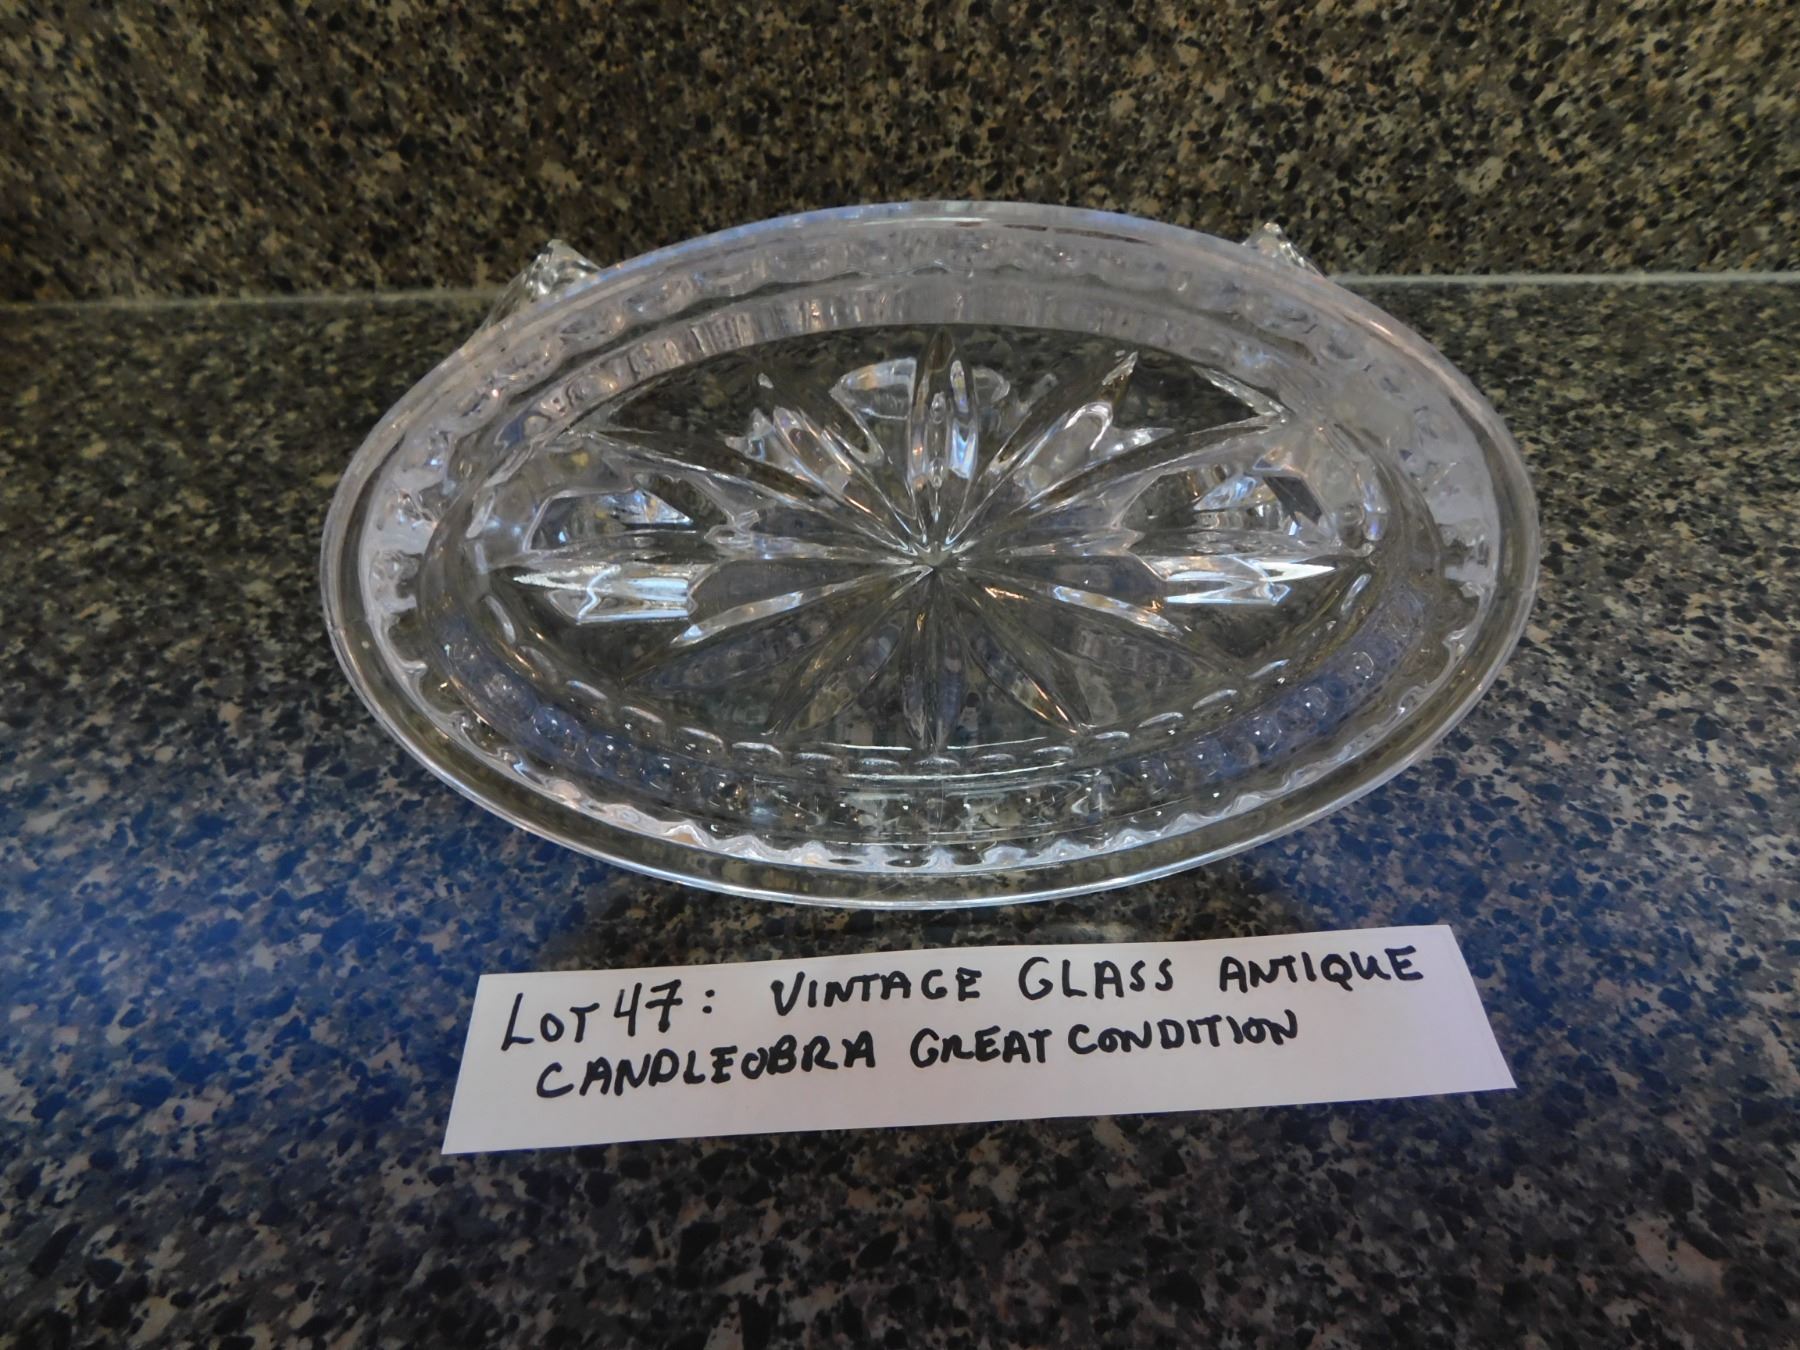 LOT 47: VINTAGE GLASS ANTIQUE
CANDLEOBRA GREAT CONDITION